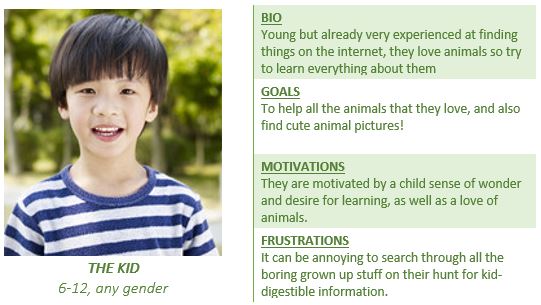 BIO
Young but already very experienced at finding
things on the internet, they love animals so try
to learn everything about them
GOALS
To help all the animals that they love, and also
find cute animal pictures!
MOTIVATIONS
They are motivated by a child sense of wonder
and desire for learning, as well as a love of
animals.
FRUSTRATIONS
It can be annoying to search through all the
boring grown up stuff on their hunt for kid-
digestible information.
THE KID
6-12, any gender